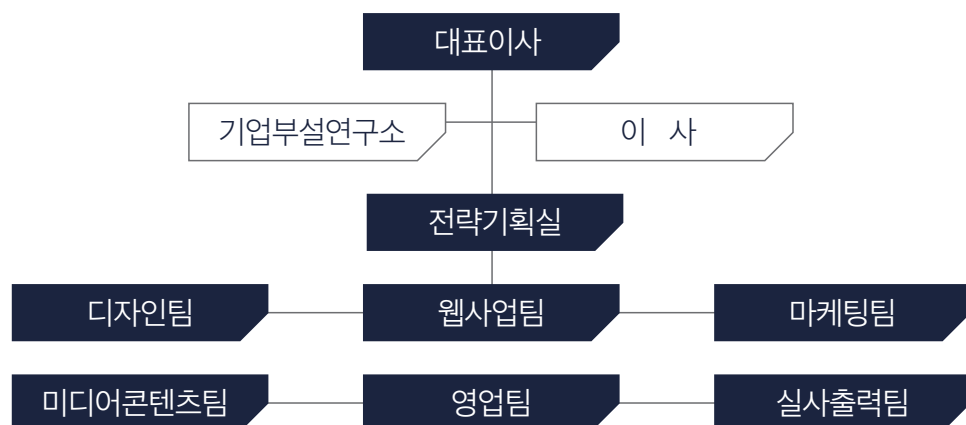 대표이사
기업부설연구소 이 사
전략기획실
디자인팀 웹사업팀 마케팅팀
미디어콘텐츠팀 영업팀 실사출력팀